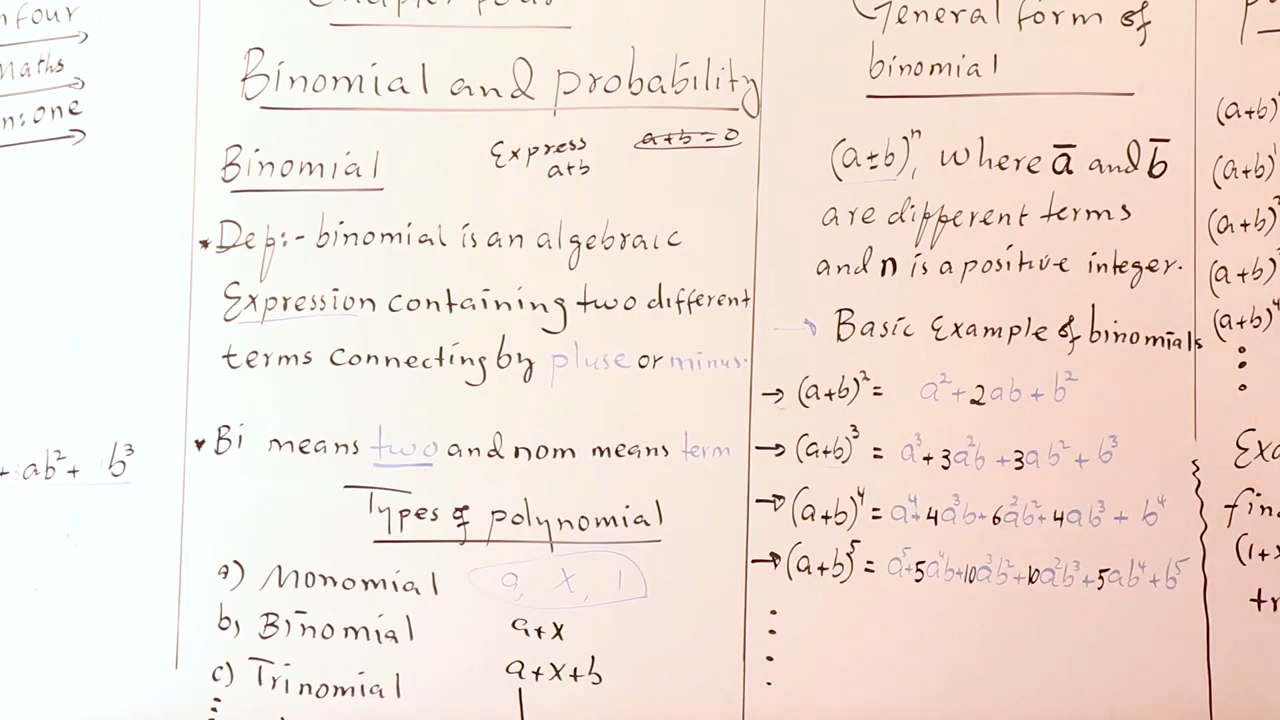 four
Maths
n: one
+ ab² + b³
Binomial and probability
Binomial
Express
a+b
a+b=0
* Def:- binomial is an algebraic
Expression containing two different
terms connecting by pluse or minus.
* Bi means two and nom means term
Types of polynomial
a) Monomial a, x, 1
b, Binomial a+x
c) Trinomial a+x+b
General form of
binomial
(a±b)ⁿ, where a̅ and b̅
are different terms
and n is a positive integer.
→ Basic Example of binomials
→ (a+b)² = a² + 2ab + b²
→ (a+b)³ = a³ + 3a²b + 3ab² + b³
→ (a+b)⁴ = a⁴ + 4a³b + 6a²b² + 4ab³ + b⁴
→ (a+b)⁵ = a⁵ + 5a⁴b + 10a³b² + 10a²b³ + 5ab⁴ + b⁵
(a+b)
(a+b)¹
(a+b)²
(a+b)
(a+b)⁴
(1+x